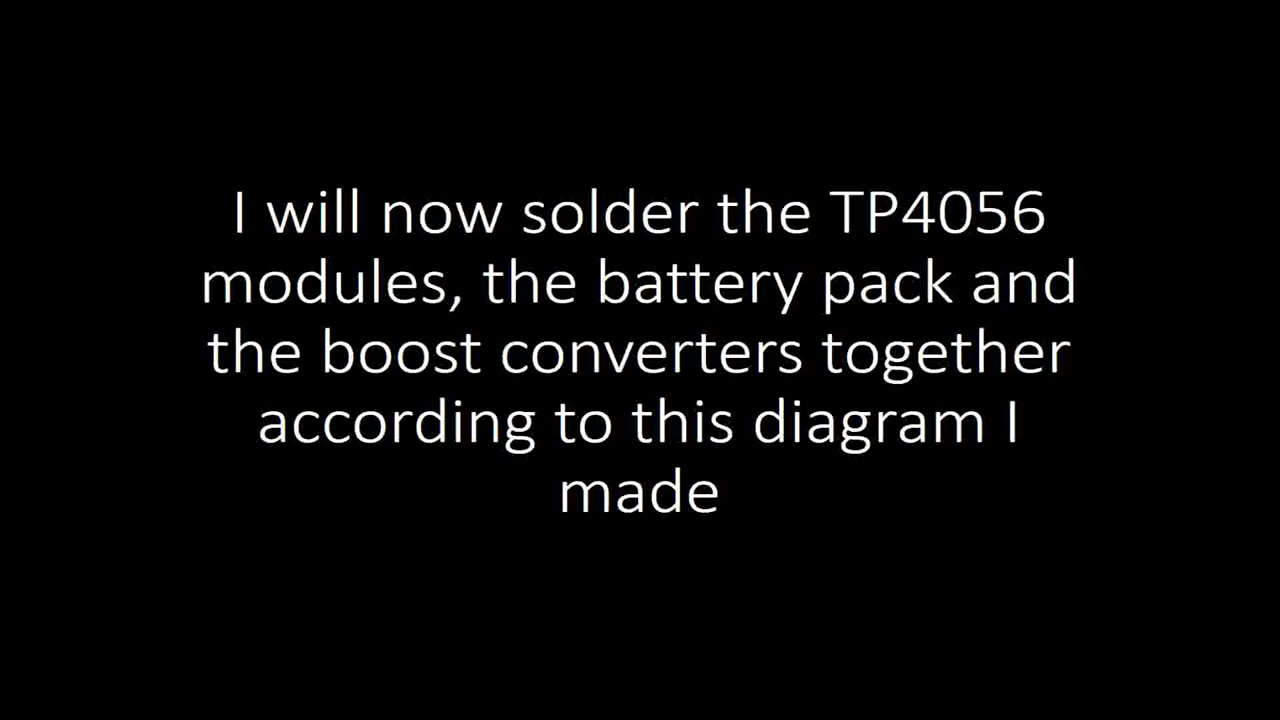 I will now solder the TP4056
modules, the battery pack and
the boost converters together
according to this diagram I
made